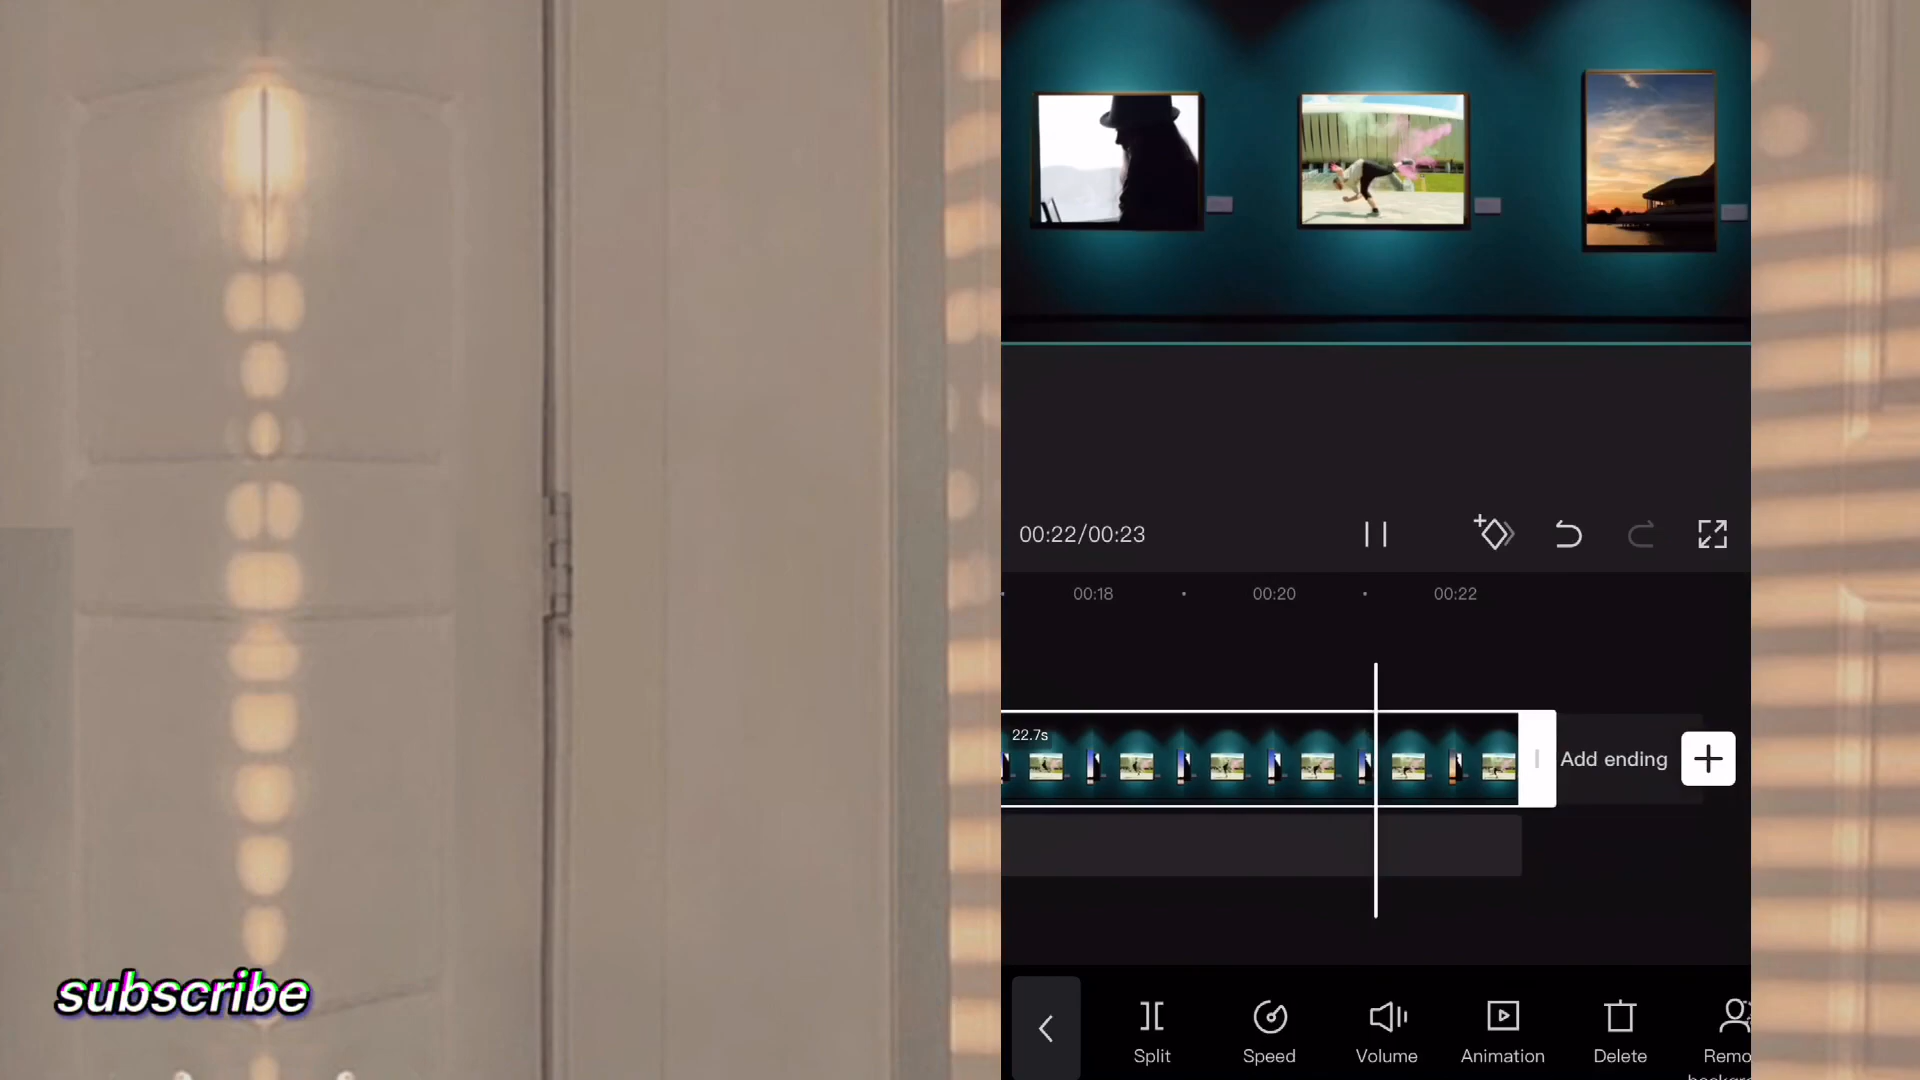 00:22/00:23
00:18
00:20
00:22
22.7s
Add ending
subscribe
Split
Speed
Volume
Animation
Delete
Remo